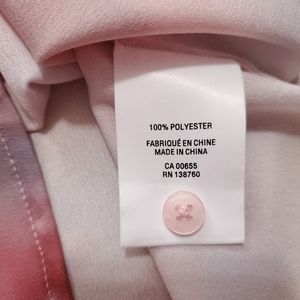 100% POLYESTER
FABRIQUÉ EN CHINE
MADE IN CHINA
CA 00655
RN 138760